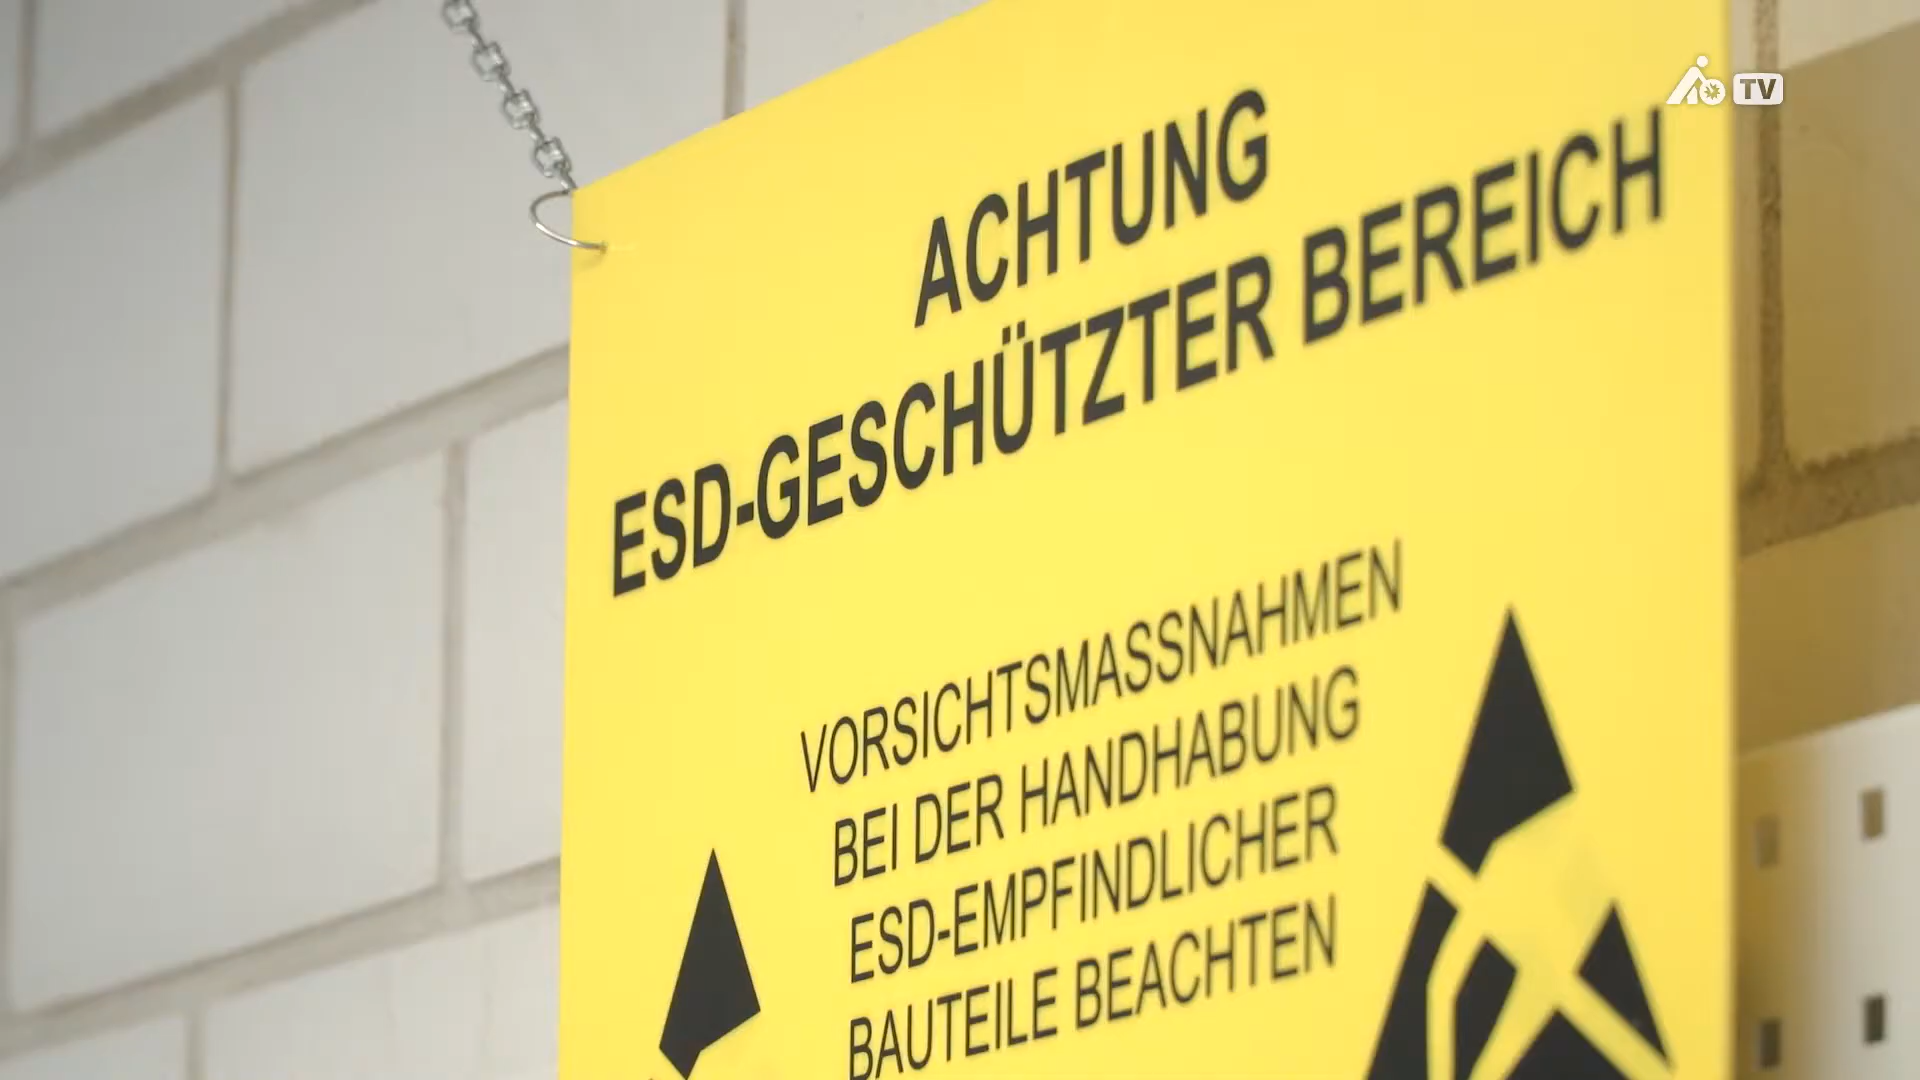 TV
ACHTUNG
ESD-GESCHÜTZTER BEREICH
VORSICHTSMASSNAHMEN
BEI DER HANDHABUNG
ESD-EMPFINDLICHER
BAUTEILE BEACHTEN